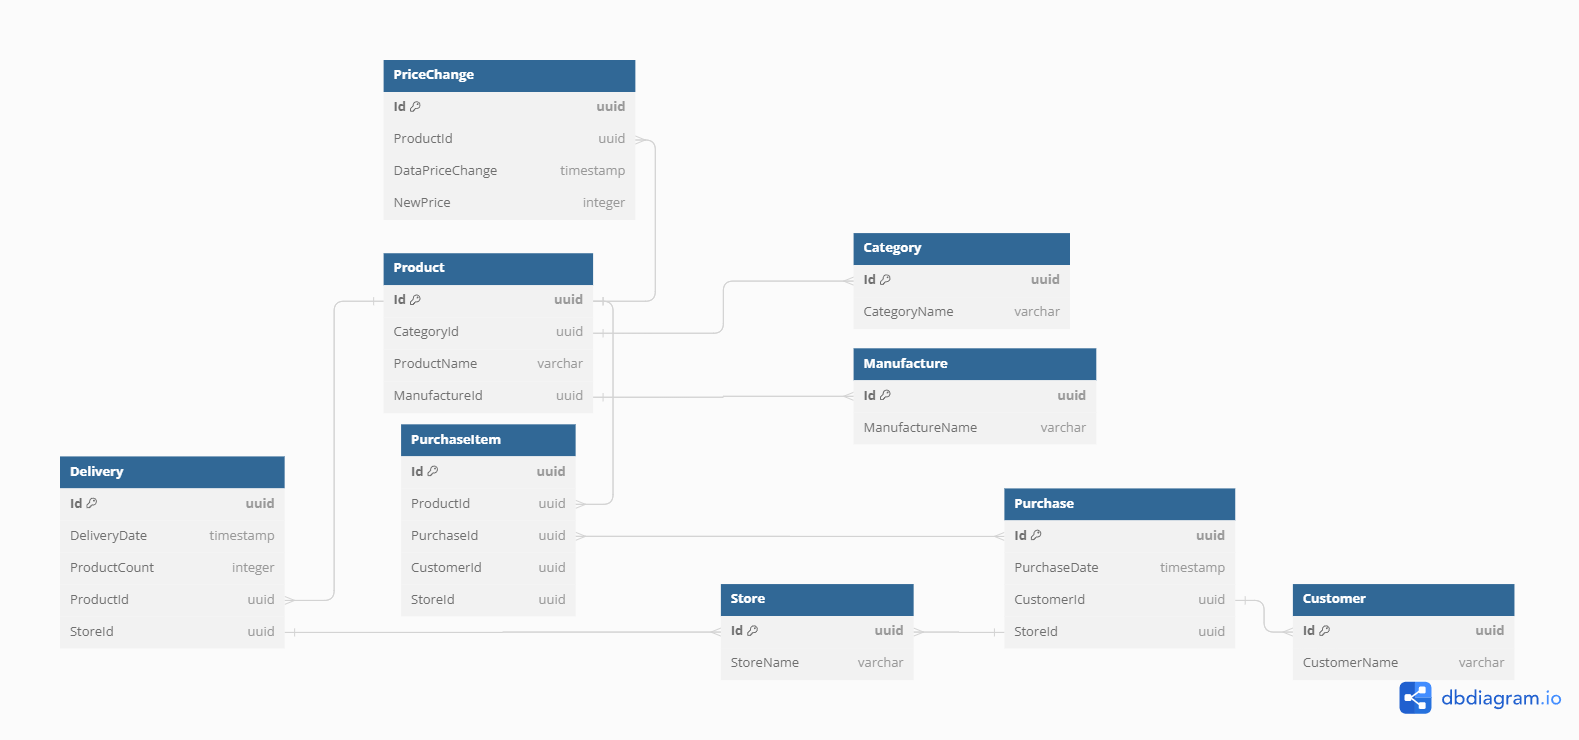 PriceChange
Id uuid
ProductId uuid
DataPriceChange timestamp
NewPrice integer
Product
Id uuid
CategoryId uuid
ProductName varchar
ManufactureId uuid
Category
Id uuid
CategoryName varchar
Manufacture
Id uuid
ManufactureName varchar
PurchaseItem
Id uuid
ProductId uuid
PurchaseId uuid
CustomerId uuid
StoreId uuid
Delivery
Id uuid
DeliveryDate timestamp
ProductCount integer
ProductId uuid
StoreId uuid
Purchase
Id uuid
PurchaseDate timestamp
CustomerId uuid
StoreId uuid
Store
Id uuid
StoreName varchar
Customer
Id uuid
CustomerName varchar
dbdiagram.io